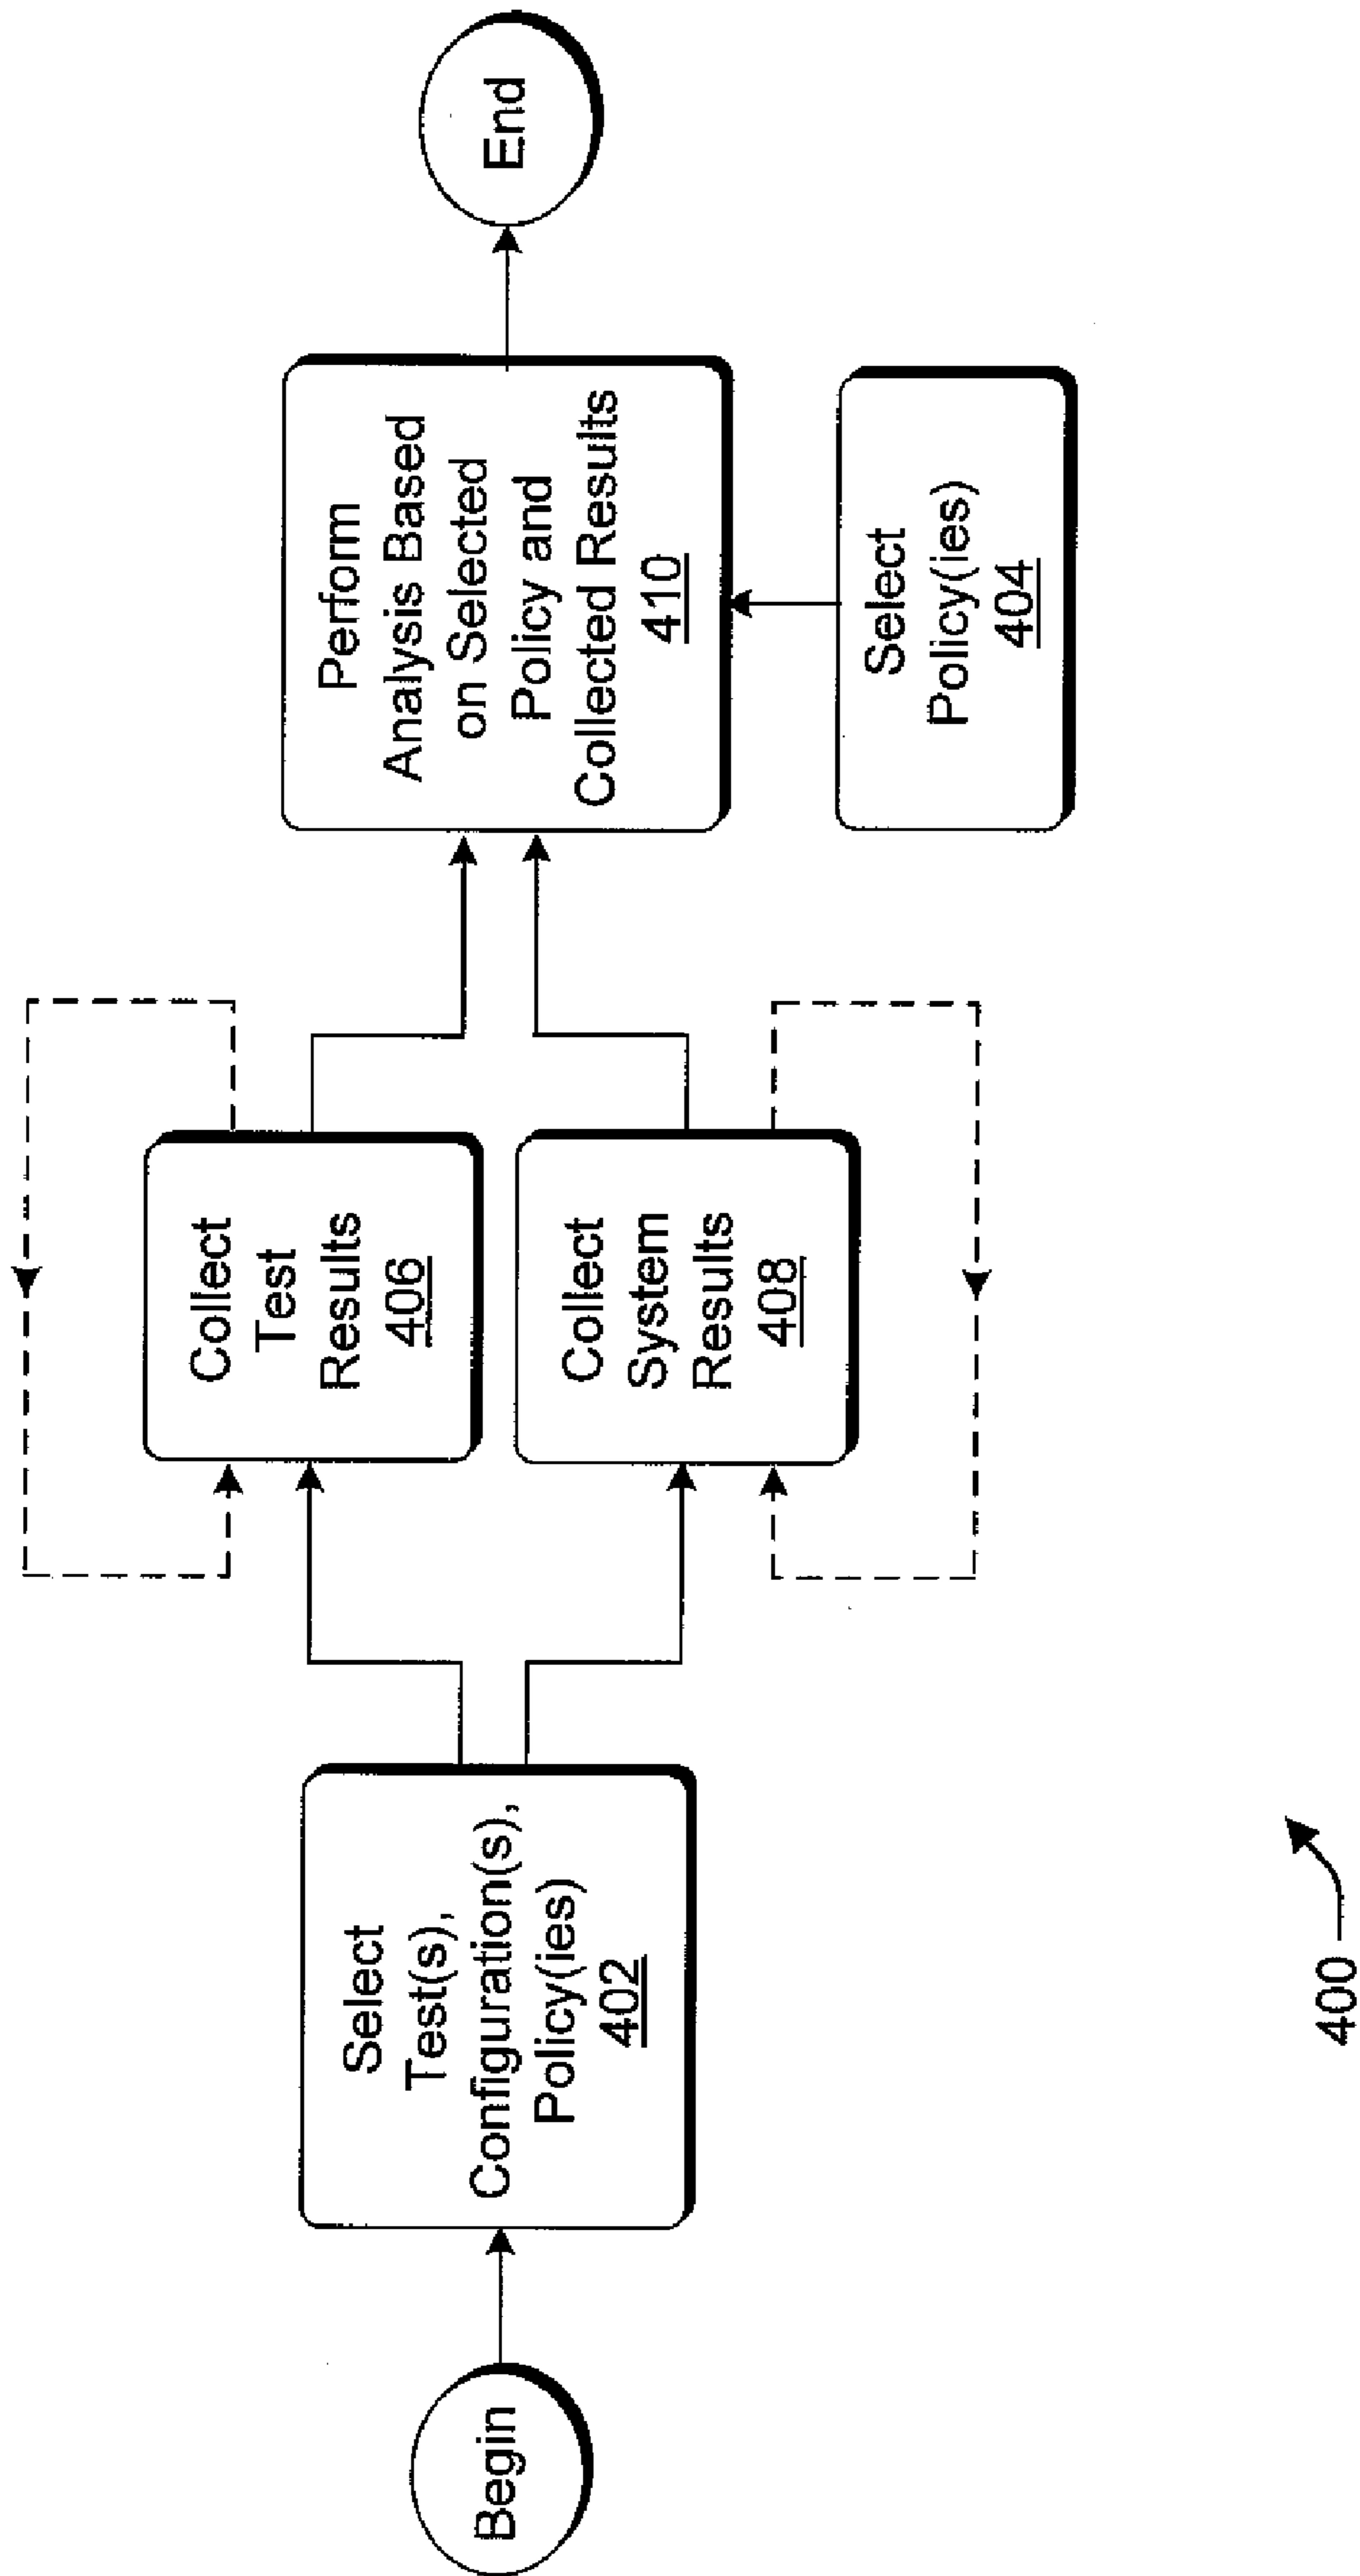 Begin
Select
Test(s),
Configuration(s),
Policy(ies)
402
Collect
Test
Results
406
Collect
System
Results
408
Perform
Analysis Based
on Selected
Policy and
Collected Results
410
Select
Policy(ies)
404
End
400